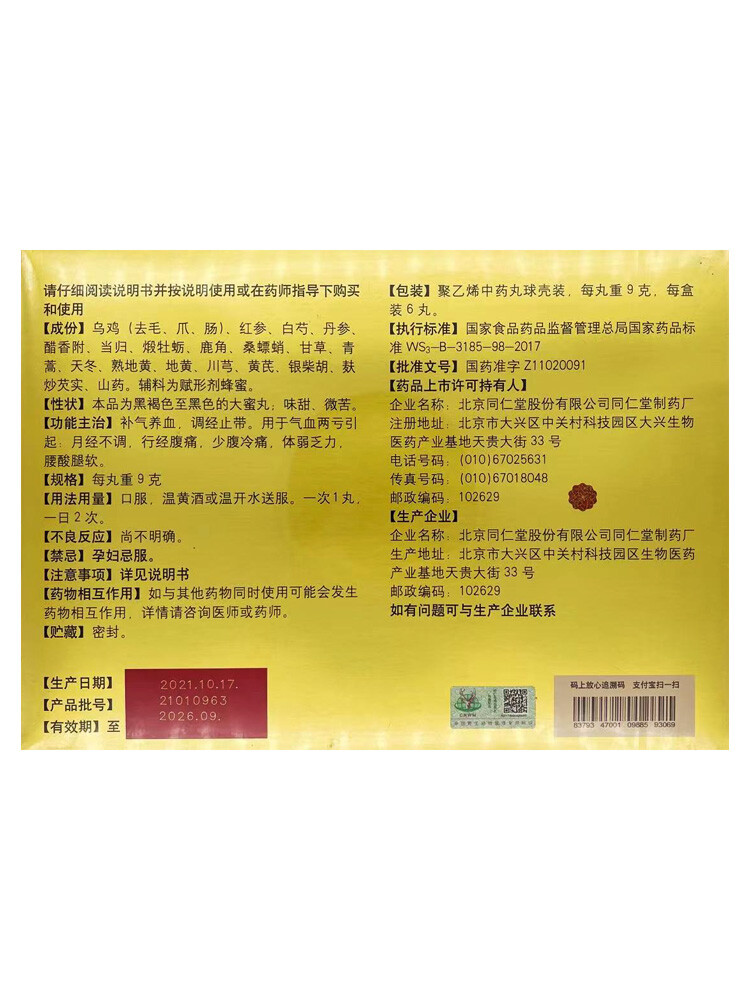 请仔细阅读说明书并按说明使用或在药师指导下购买
和使用
【成份】乌鸡（去毛、爪、肠）、红参、白芍、丹参、
醋香附、当归、煅牡蛎、鹿角、桑螵蛸、甘草、青
蒿、天冬、熟地黄、地黄、川芎、黄芪、银柴胡、麸
炒芡实、山药。辅料为赋形剂蜂蜜。
【性状】本品为黑褐色至黑色的大蜜丸；味甜、微苦。
【功能主治】补气养血，调经止带。用于气血两亏引
起：月经不调，行经腹痛，少腹冷痛，体弱乏力，
腰酸腿软。
【规格】每丸重9克
【用法用量】口服，温黄酒或温开水送服。一次1丸，
一日2次。
【不良反应】尚不明确。
【禁忌】孕妇忌服。
【注意事项】详见说明书
【药物相互作用】如与其他药物同时使用可能会发生
药物相互作用，详情请咨询医师或药师。
【贮藏】密封。
【生产日期】 2021.10.17.
【产品批号】 21010963
【有效期】至 2026.09.
【包装】聚乙烯中药丸球壳装，每丸重9克，每盒
装6丸。
【执行标准】国家食品药品监督管理总局国家药品标
准WS3-B-3185-98-2017
【批准文号】国药准字Z11020091
【药品上市许可持有人】
企业名称：北京同仁堂股份有限公司同仁堂制药厂
注册地址：北京市大兴区中关村科技园区大兴生物
医药产业基地天贵大街33号
电话号码：(010)67025631
传真号码：(010)67018048
邮政编码：102629
【生产企业】
企业名称：北京同仁堂股份有限公司同仁堂制药厂
生产地址：北京市大兴区中关村科技园区生物医药
产业基地天贵大街33号
邮政编码：102629
如有问题可与生产企业联系
码上放心追溯码 支付宝扫一扫
83793 47001 09885 93069